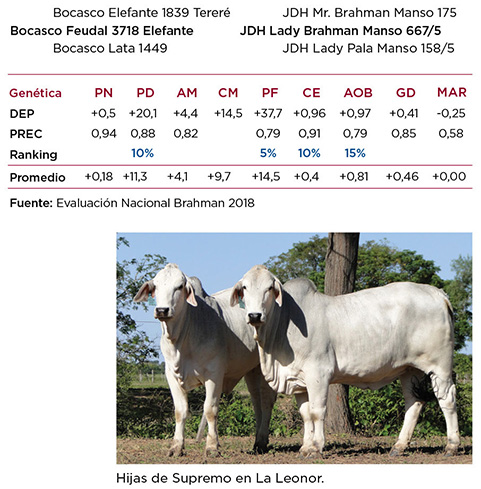 Bocasco Elefante 1839 Tereré JDH Mr. Brahman Manso 175
Bocasco Feudal 3718 Elefante JDH Lady Brahman Manso 667/5
Bocasco Lata 1449 JDH Lady Pala Manso 158/5
Genética PN PD AM CM PF CE AOB GD MAR
DEP +0,5 +20,1 +4,4 +14,5 +37,7 +0,96 +0,97 +0,41 -0,25
PREC 0,94 0,88 0,82 0,79 0,91 0,79 0,85 0,58
Ranking 10% 5% 10% 15%
Promedio +0,18 +11,3 +4,1 +9,7 +14,5 +0,4 +0,81 +0,46 +0,00
Fuente: Evaluación Nacional Brahman 2018
Hijas de Supremo en La Leonor.